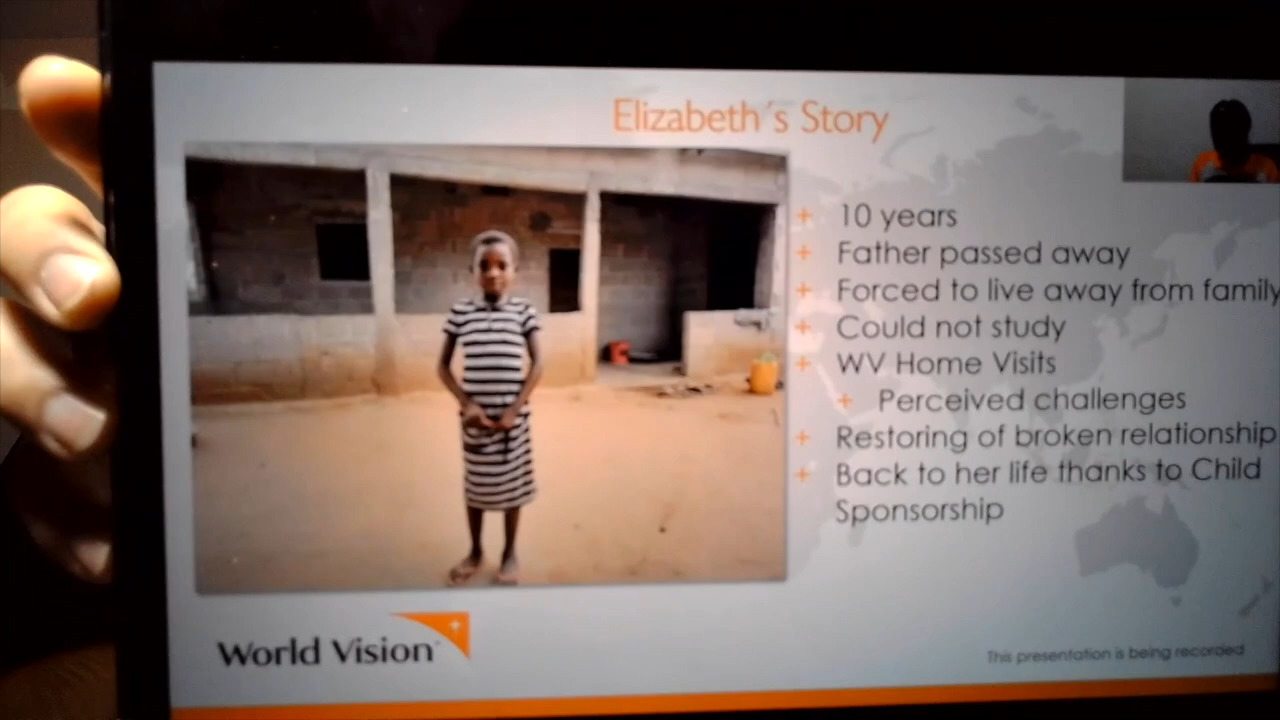 Elizabeth´s Story
+ 10 years
+ Father passed away
+ Forced to live away from family
+ Could not study
+ WV Home Visits
+ Perceived challenges
+ Restoring of broken relationship
+ Back to her life thanks to Child
Sponsorship
World Vision
This presentation is being recorded